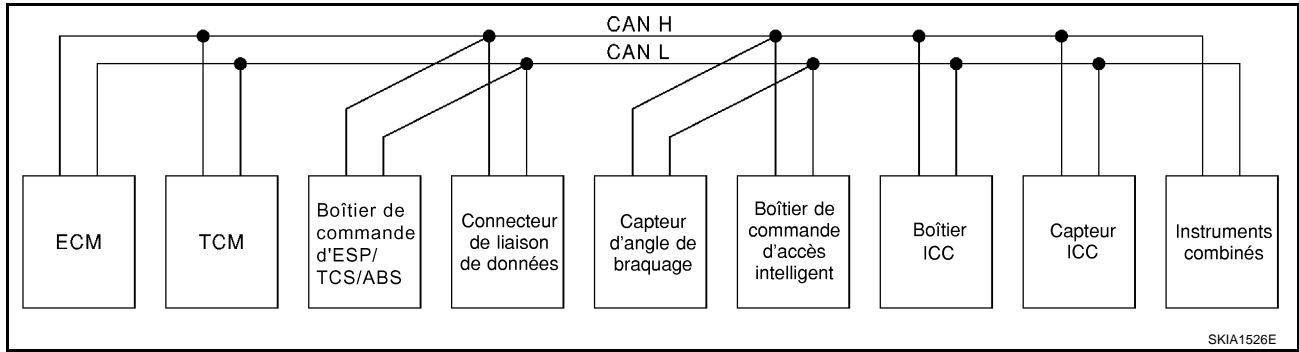 CAN H
CAN L
ECM
TCM
Boîtier de
commande
d'ESP/
TCS/ABS
Connecteur
de liaison
de données
Capteur
d'angle de
braquage
Boîtier de
commande
d'accès
intelligent
Boîtier
ICC
Capteur
ICC
Instruments
combinés
SKIA1526E